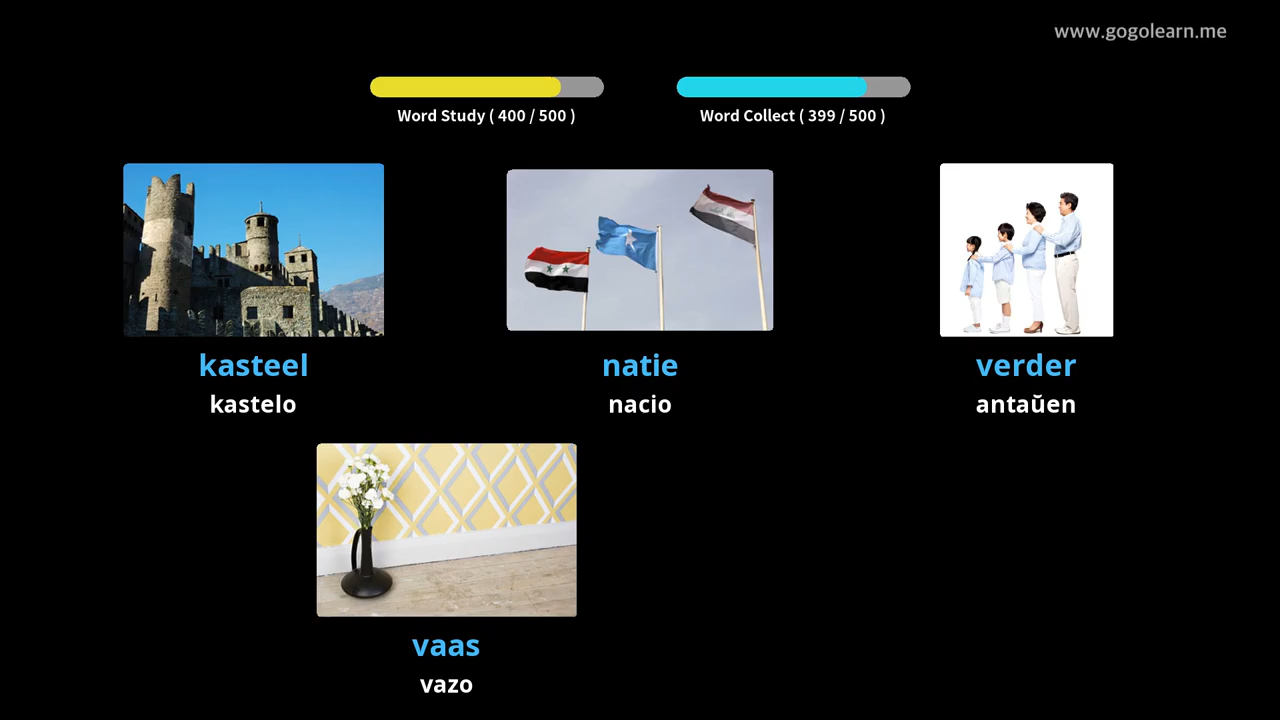 www.gogolearn.me
Word Study ( 400 / 500 )
Word Collect ( 399 / 500 )
kasteel
kastelo
natie
nacio
verder
antaŭen
vaas
vazo